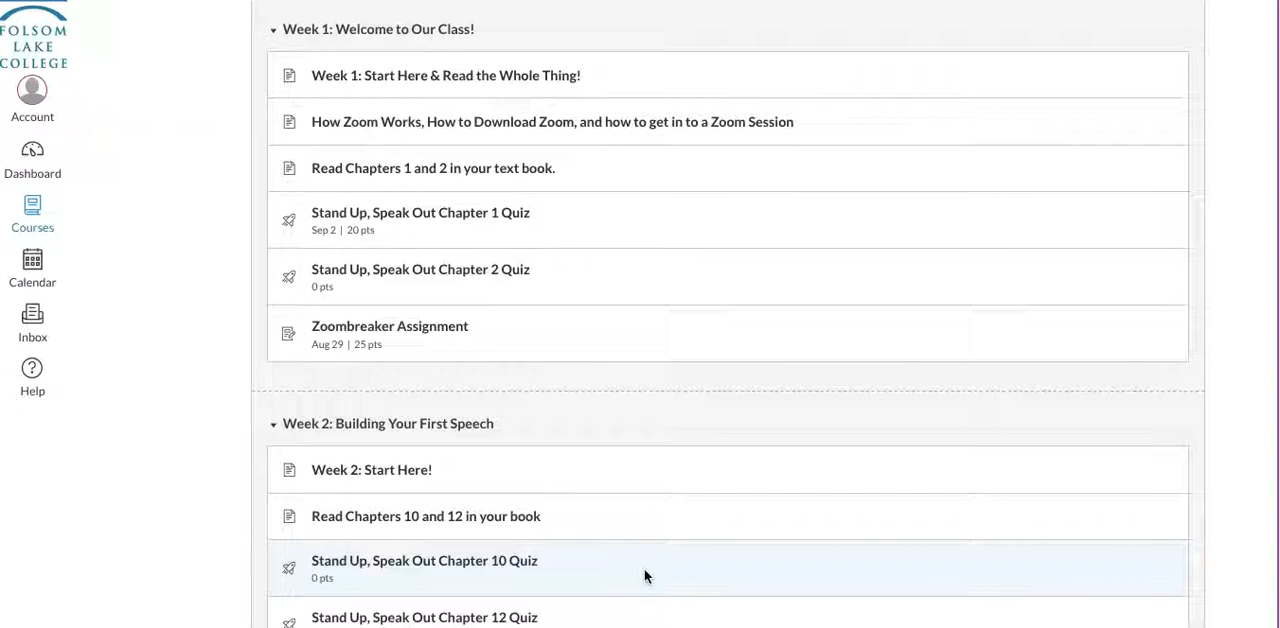 FOLSOM
LAKE
COLLEGE
Account
Dashboard
Courses
Calendar
Inbox
Help
Week 1: Welcome to Our Class!
Week 1: Start Here & Read the Whole Thing!
How Zoom Works, How to Download Zoom, and how to get in to a Zoom Session
Read Chapters 1 and 2 in your text book.
Stand Up, Speak Out Chapter 1 Quiz
Sep 2 | 20 pts
Stand Up, Speak Out Chapter 2 Quiz
0 pts
Zoombreaker Assignment
Aug 29 | 25 pts
Week 2: Building Your First Speech
Week 2: Start Here!
Read Chapters 10 and 12 in your book
Stand Up, Speak Out Chapter 10 Quiz
0 pts
Stand Up, Speak Out Chapter 12 Quiz